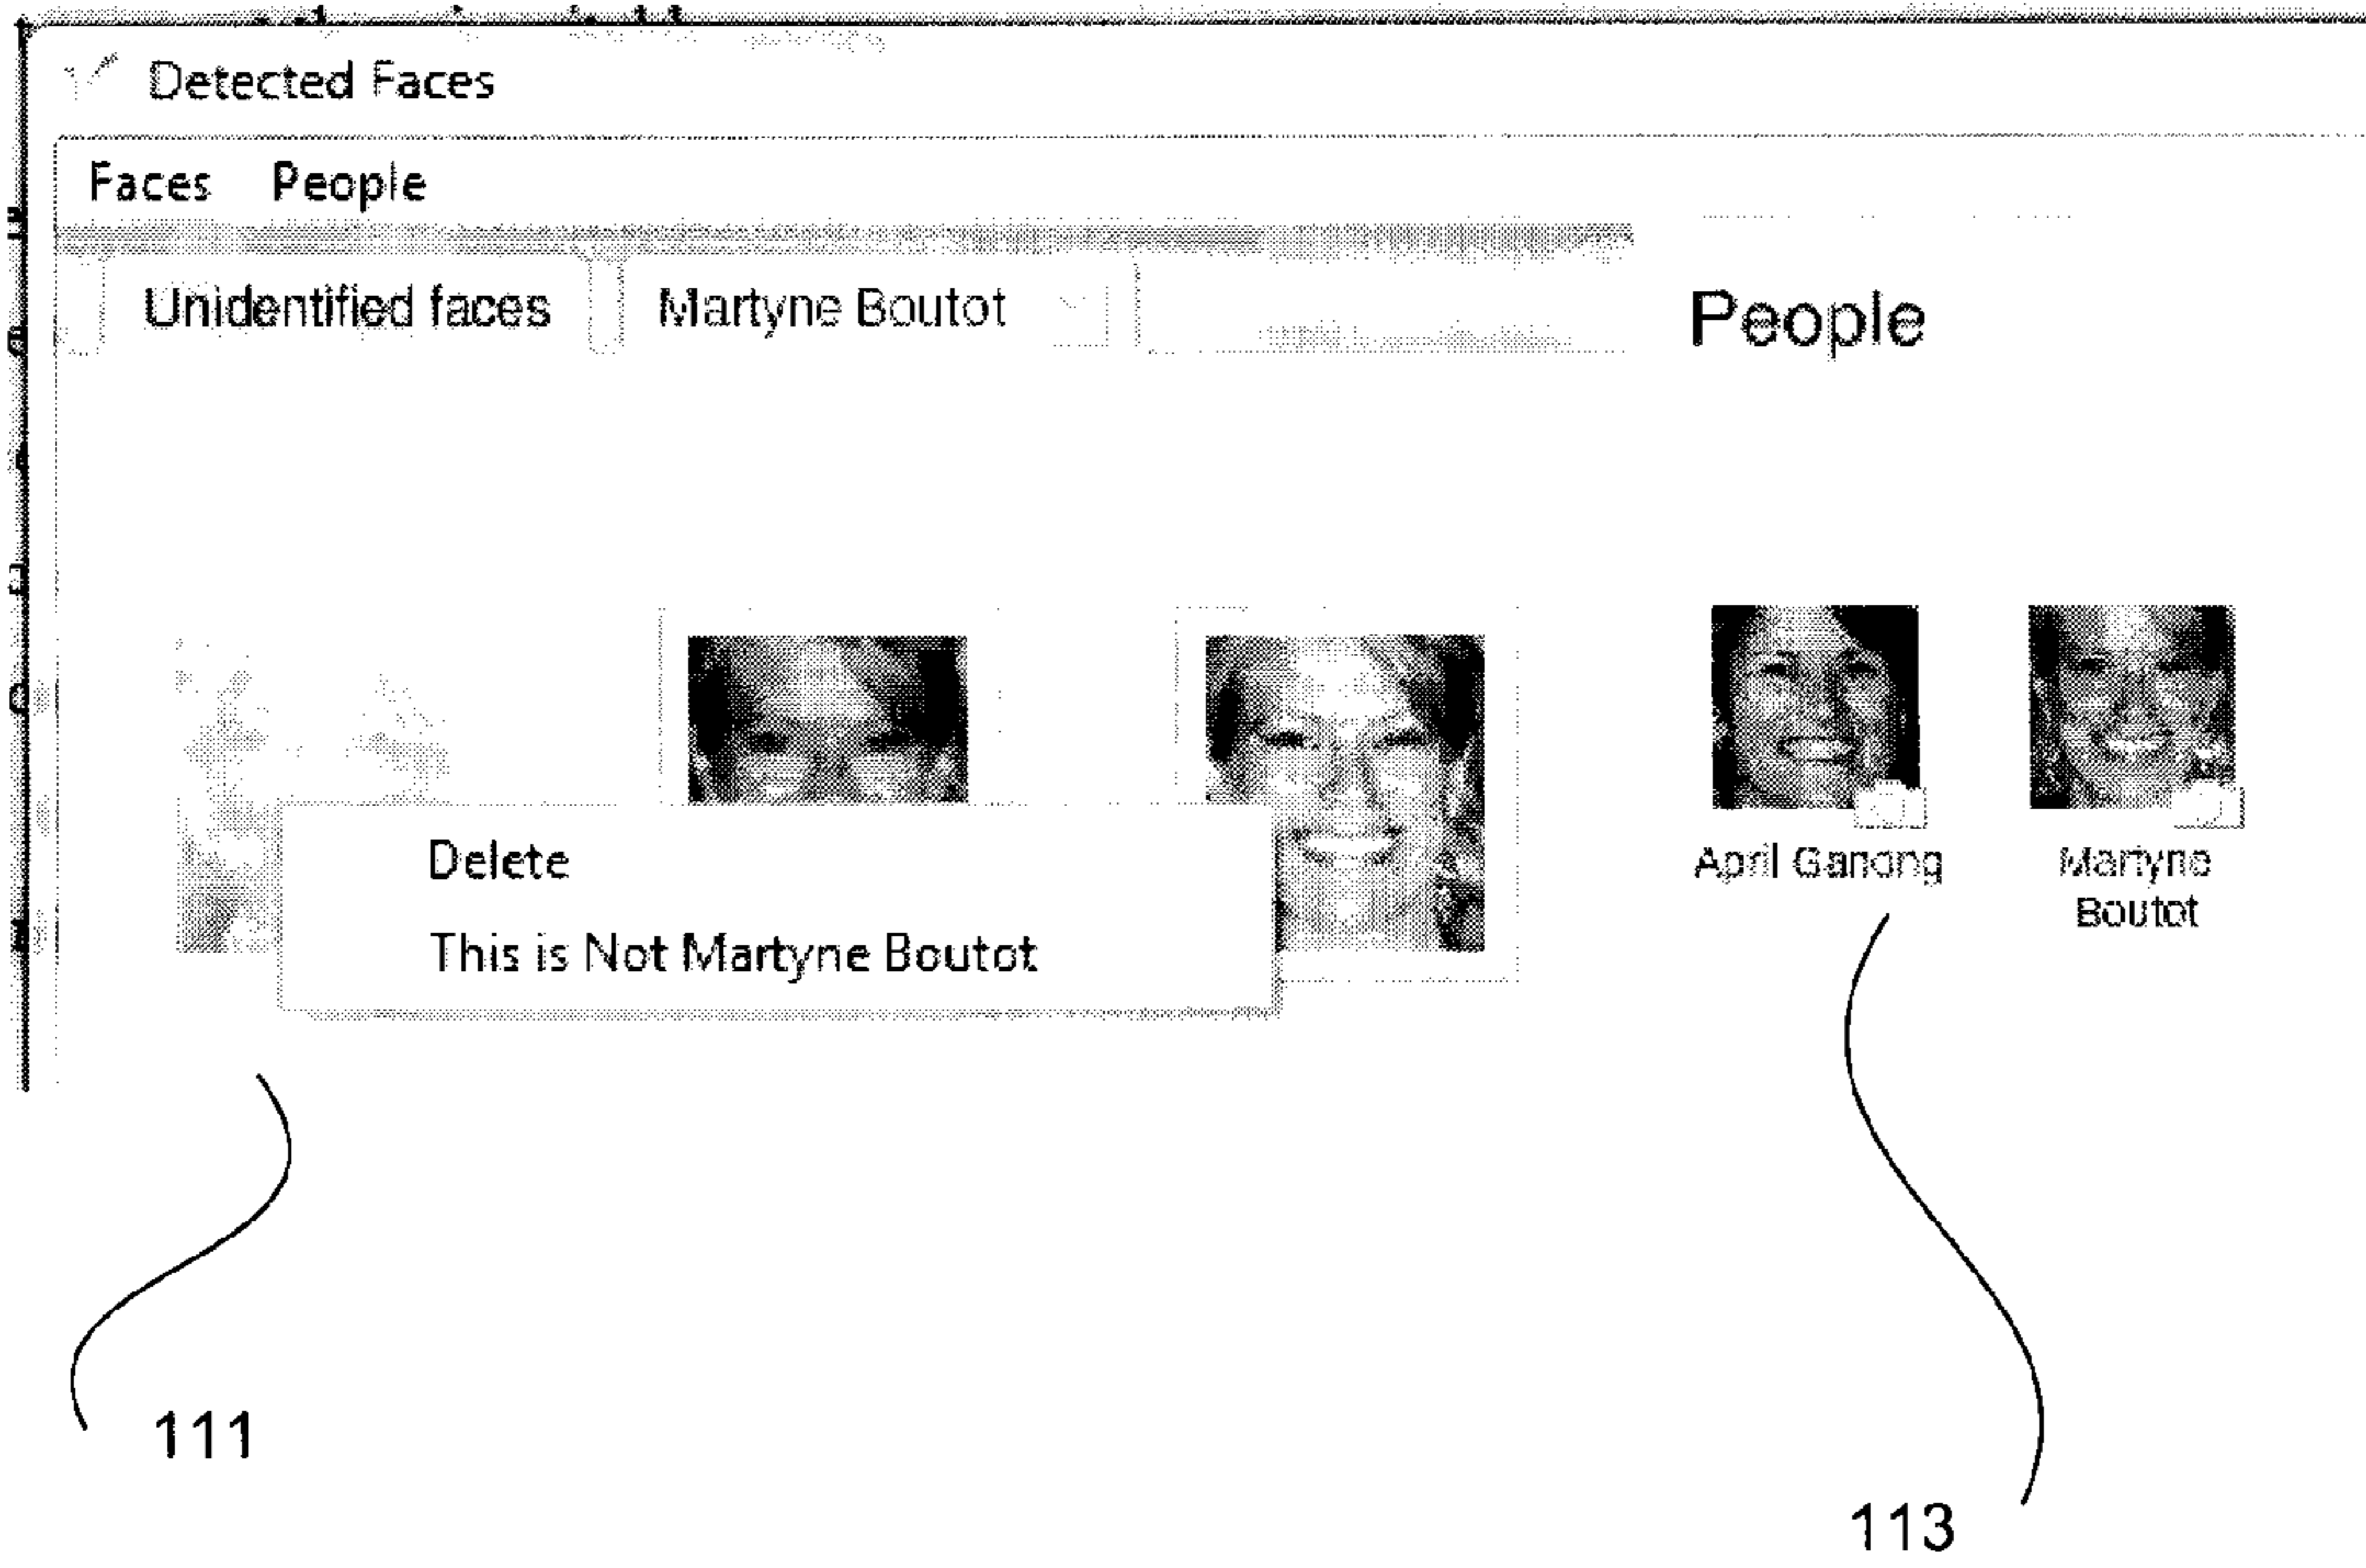 Detected Faces
Faces People
Unidentified faces Martyne Boutot
People
Delete
This is Not Martyne Boutot
April Ganong
Martyne
Boutot
111
113